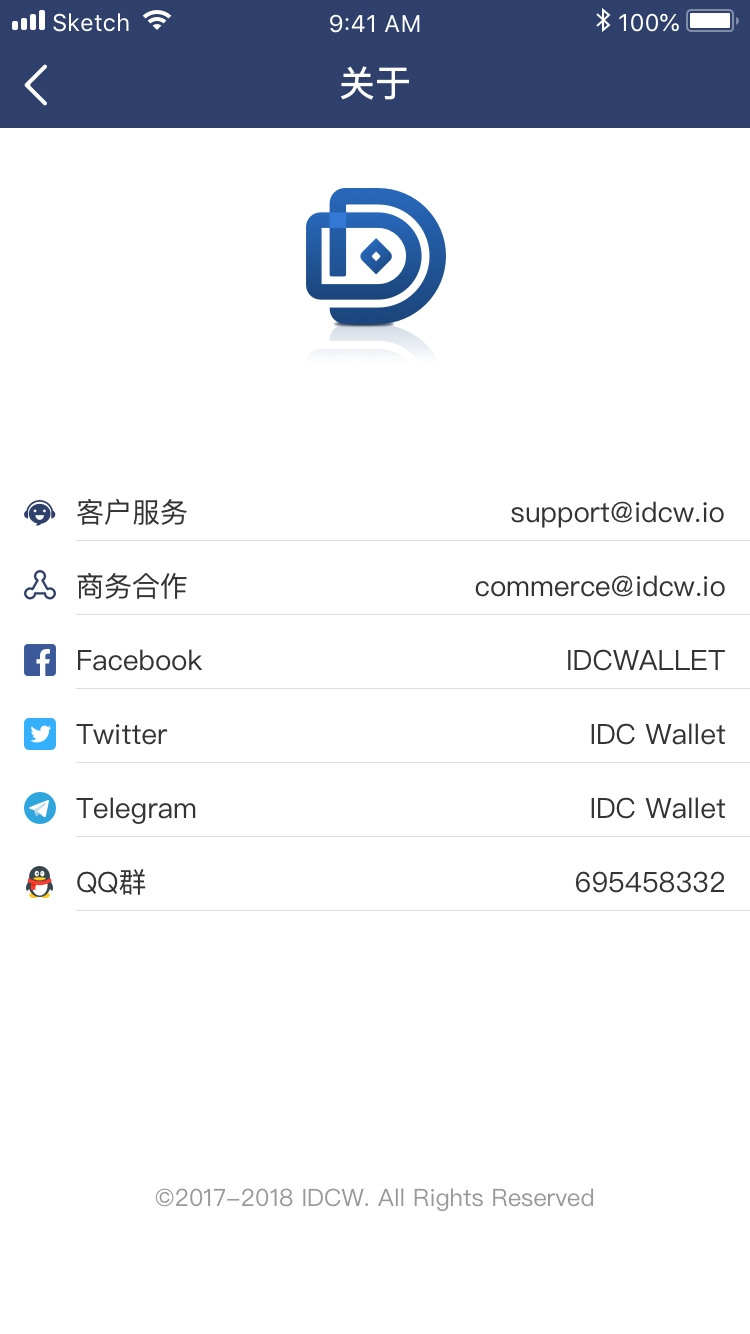 Sketch 9:41 AM 100%
关于
客户服务 support@idcw.io
商务合作 commerce@idcw.io
Facebook IDCWALLET
Twitter IDC Wallet
Telegram IDC Wallet
QQ群 695458332
©2017–2018 IDCW. All Rights Reserved